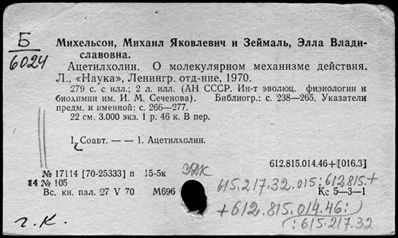 Б
6024
Михельсон, Михаил Яковлевич и Зеймаль, Элла Влади-
славовна.
Ацетилхолин. О молекулярном механизме действия.
Л., «Наука», Ленингр. отд-ние, 1970.
279 с. с илл.; 2 л. илл. (АН СССР. Ин-т эволюц. физиологии и
биохимии им. И. М. Сеченова). Библиогр.: с. 238—265. Указатели
предм. и именной: с. 266—277.
22 см. 3.000 экз. 1 р. 46 к. В пер.
1. Соавт. — — 1. Ацетилхолин.
612.815.014.46+[016.3]
№ 17114 [70-25333] п 15-5к
14 № 105
Вс. кн. пал. 27 V 70 М696
Кс 5—3—1
615.217.32.015:612.815.+
+612.815.014.46:
:615.217.32
г. К.